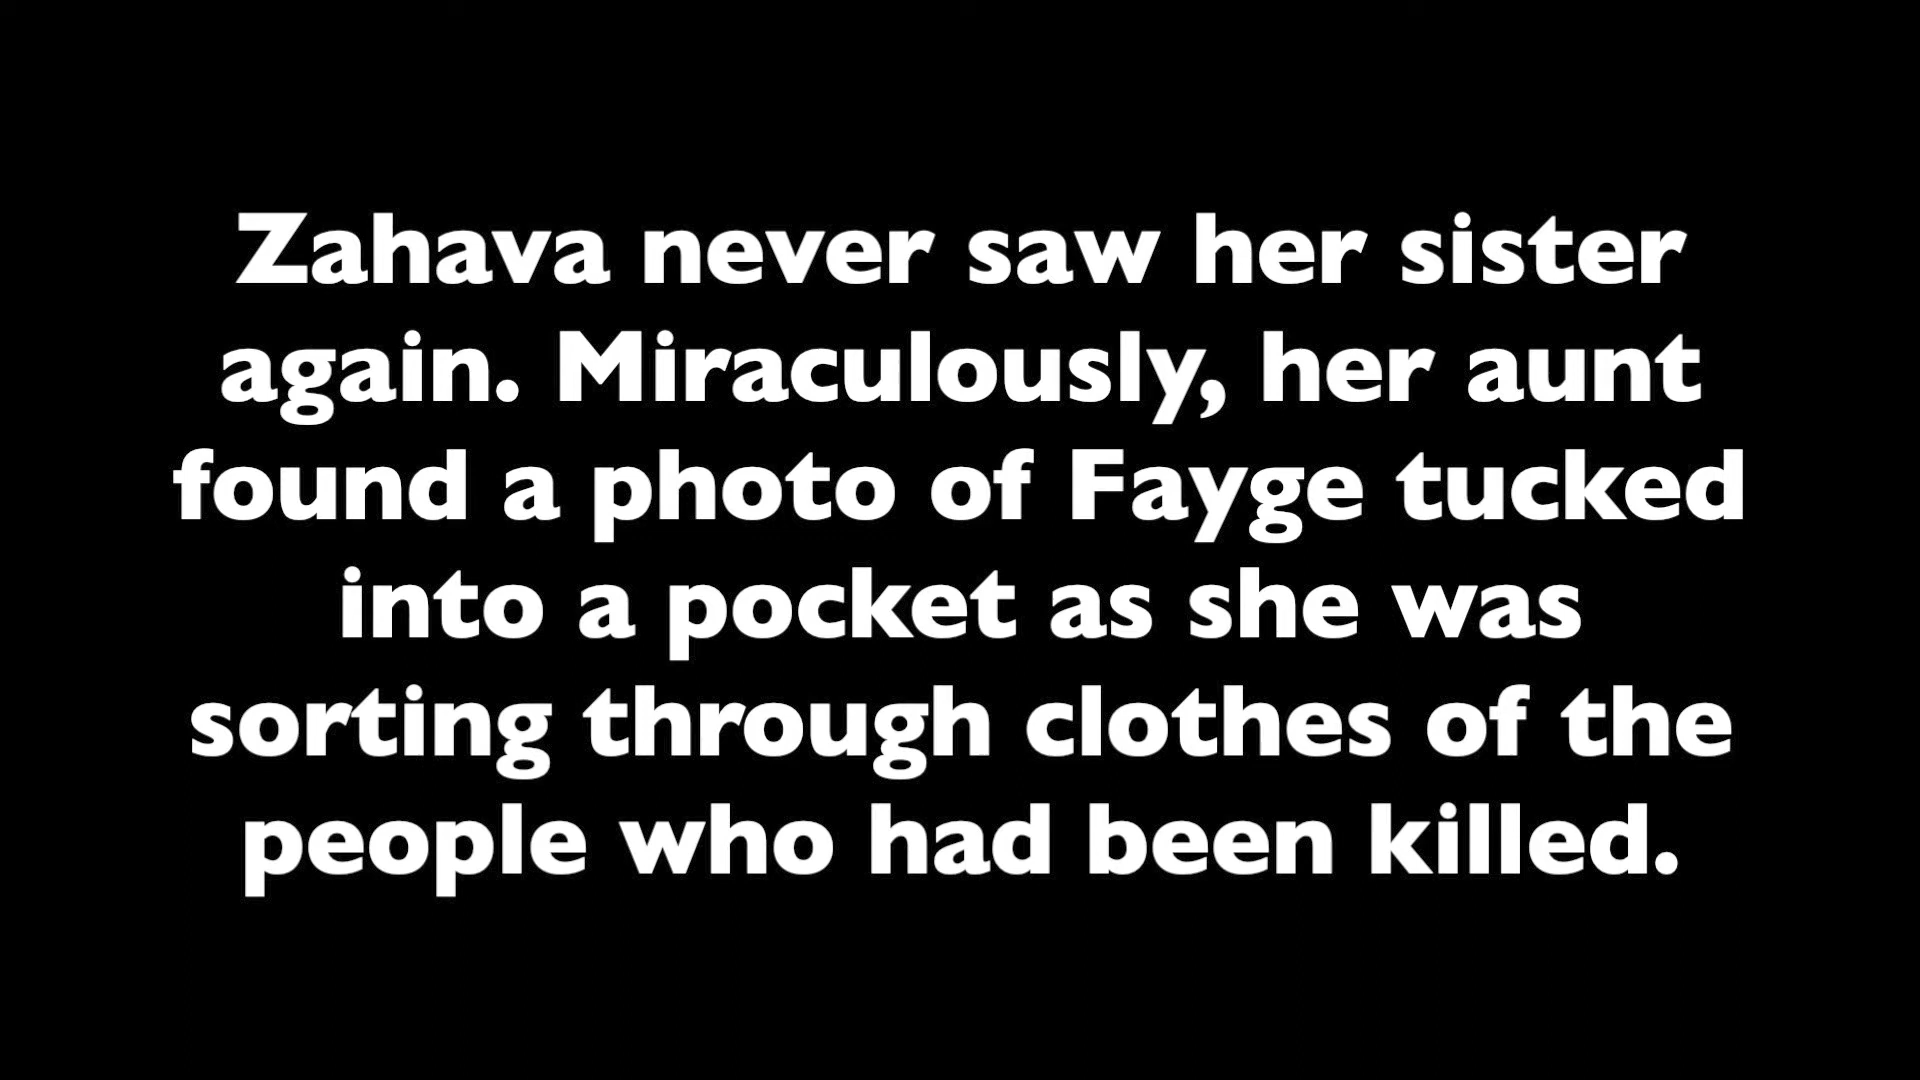 Zahava never saw her sister
again. Miraculously, her aunt
found a photo of Fayge tucked
into a pocket as she was
sorting through clothes of the
people who had been killed.